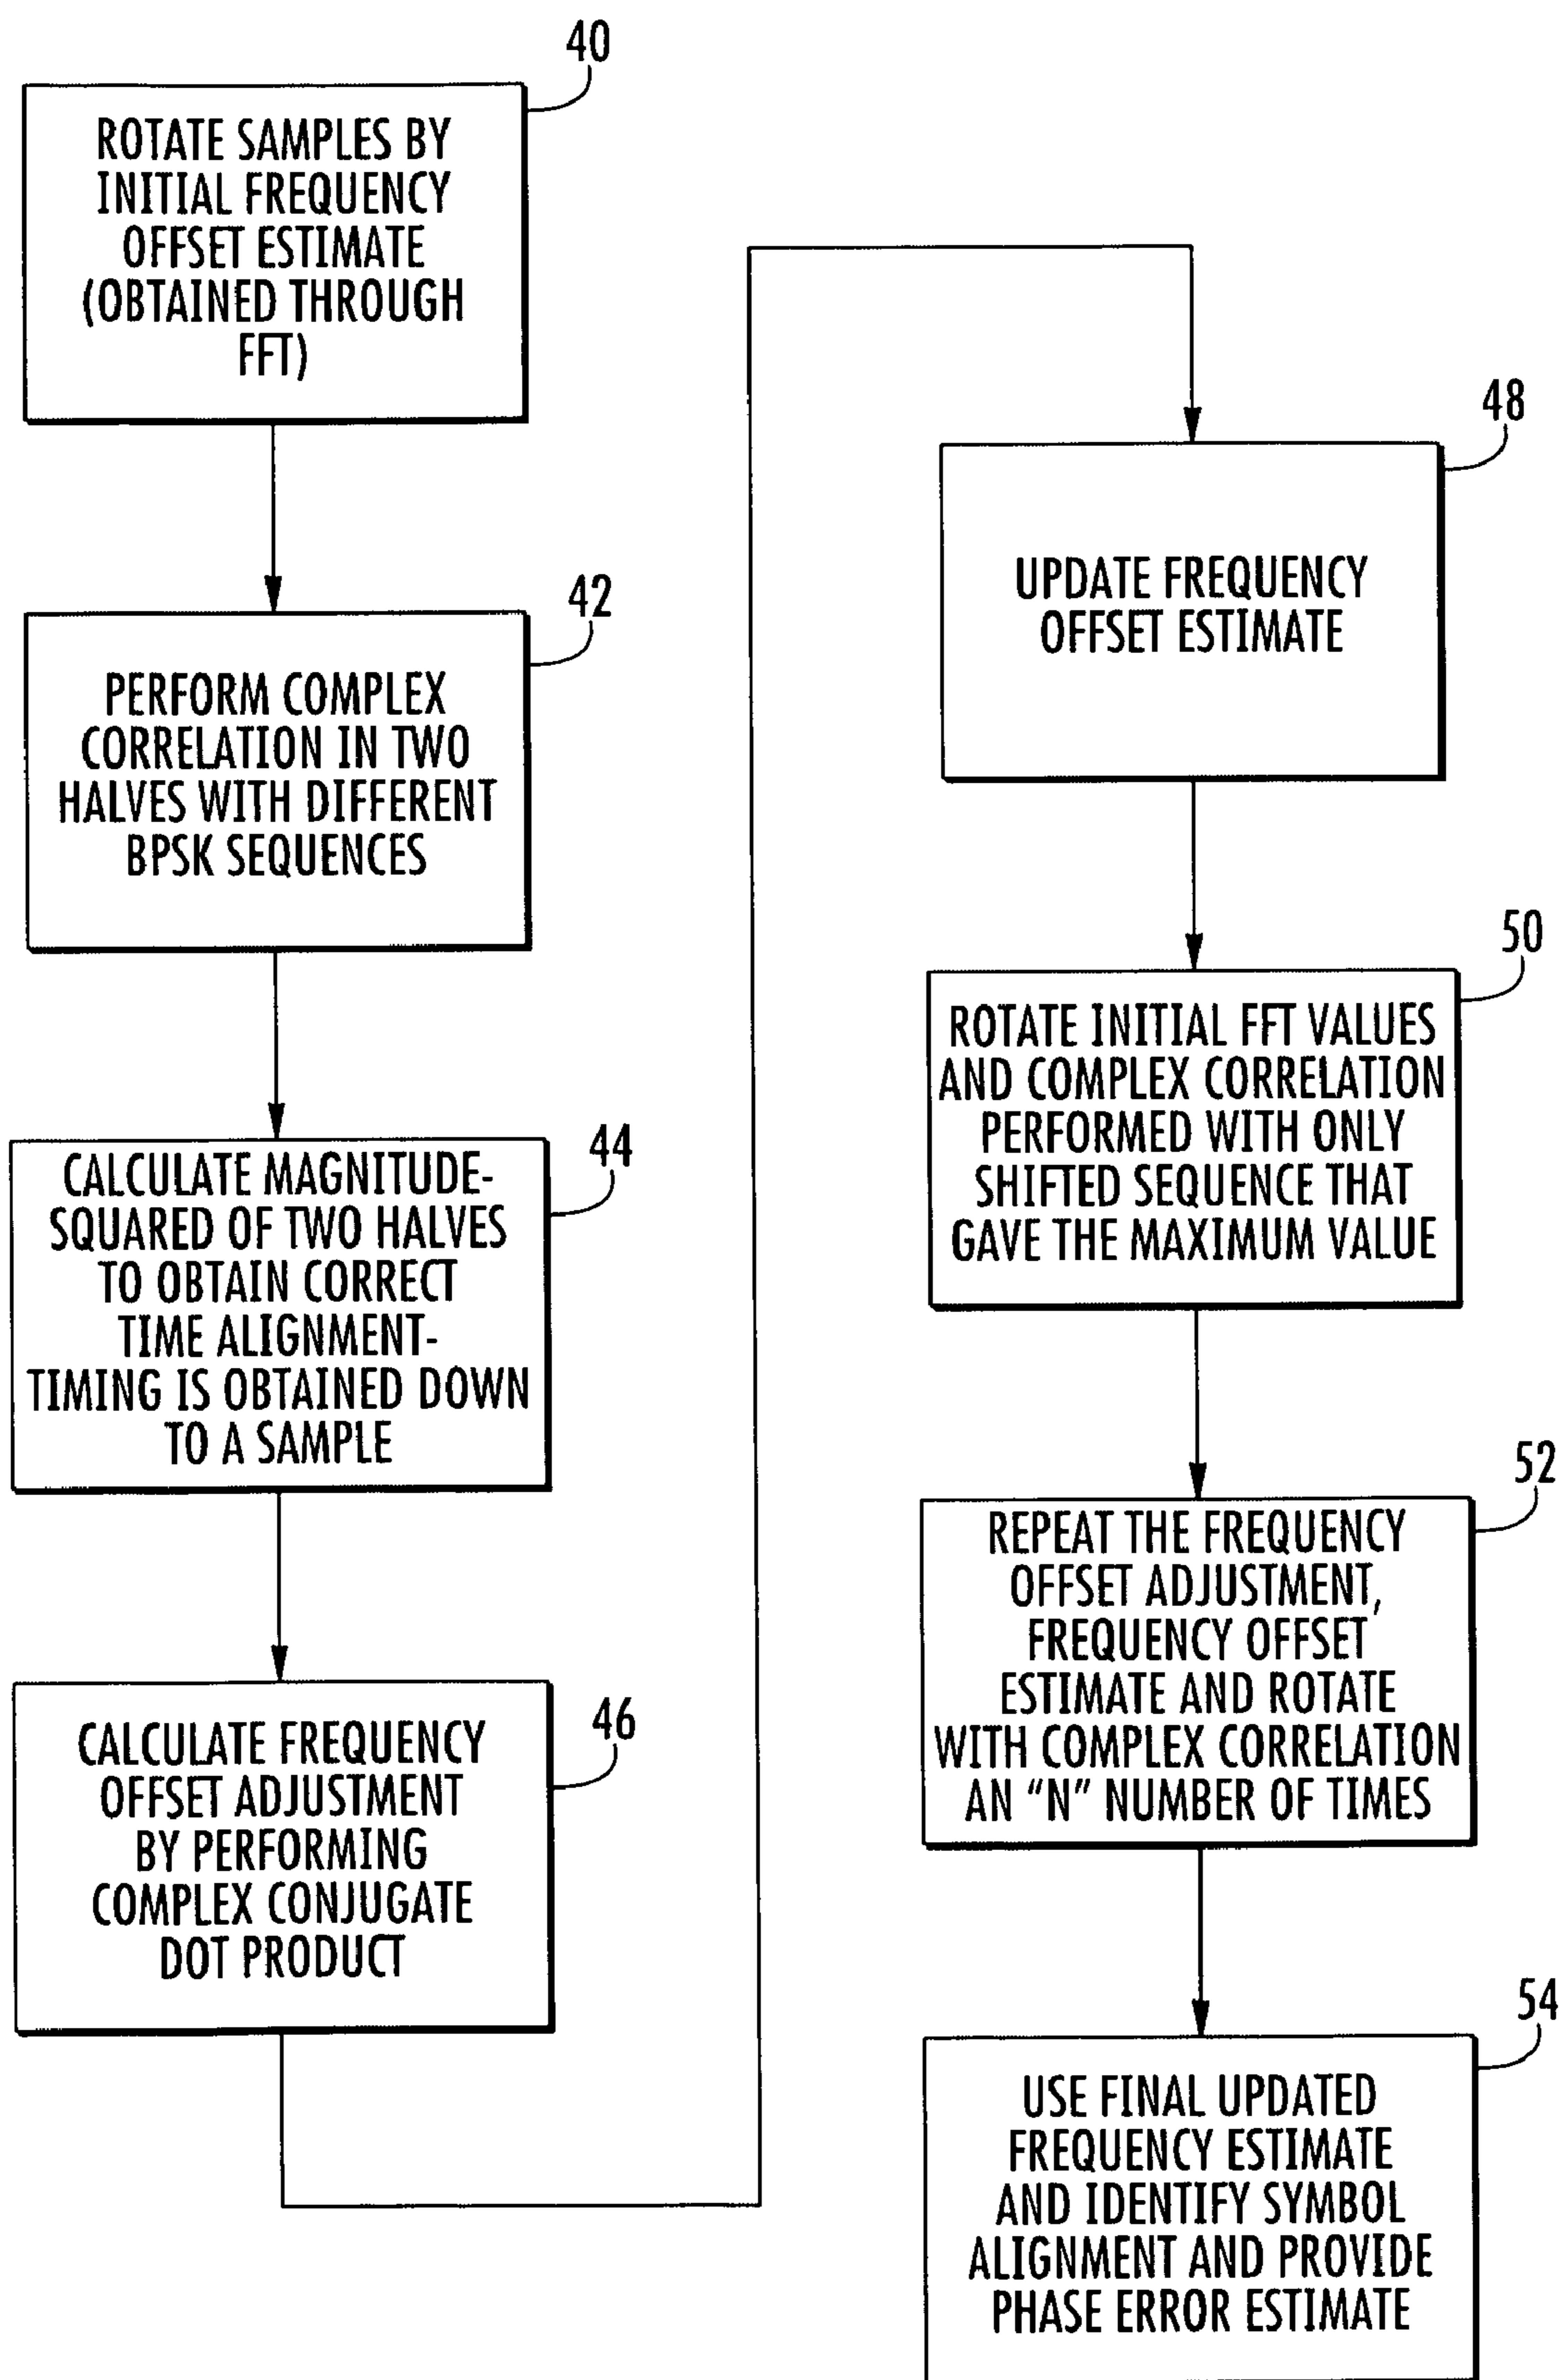 40
ROTATE SAMPLES BY
INITIAL FREQUENCY
OFFSET ESTIMATE
(OBTAINED THROUGH
FFT)
42
PERFORM COMPLEX
CORRELATION IN TWO
HALVES WITH DIFFERENT
BPSK SEQUENCES
44
CALCULATE MAGNITUDE-
SQUARED OF TWO HALVES
TO OBTAIN CORRECT
TIME ALIGNMENT-
TIMING IS OBTAINED DOWN
TO A SAMPLE
46
CALCULATE FREQUENCY
OFFSET ADJUSTMENT
BY PERFORMING
COMPLEX CONJUGATE
DOT PRODUCT
48
UPDATE FREQUENCY
OFFSET ESTIMATE
50
ROTATE INITIAL FFT VALUES
AND COMPLEX CORRELATION
PERFORMED WITH ONLY
SHIFTED SEQUENCE THAT
GAVE THE MAXIMUM VALUE
52
REPEAT THE FREQUENCY
OFFSET ADJUSTMENT,
FREQUENCY OFFSET
ESTIMATE AND ROTATE
WITH COMPLEX CORRELATION
AN “N” NUMBER OF TIMES
54
USE FINAL UPDATED
FREQUENCY ESTIMATE
AND IDENTIFY SYMBOL
ALIGNMENT AND PROVIDE
PHASE ERROR ESTIMATE